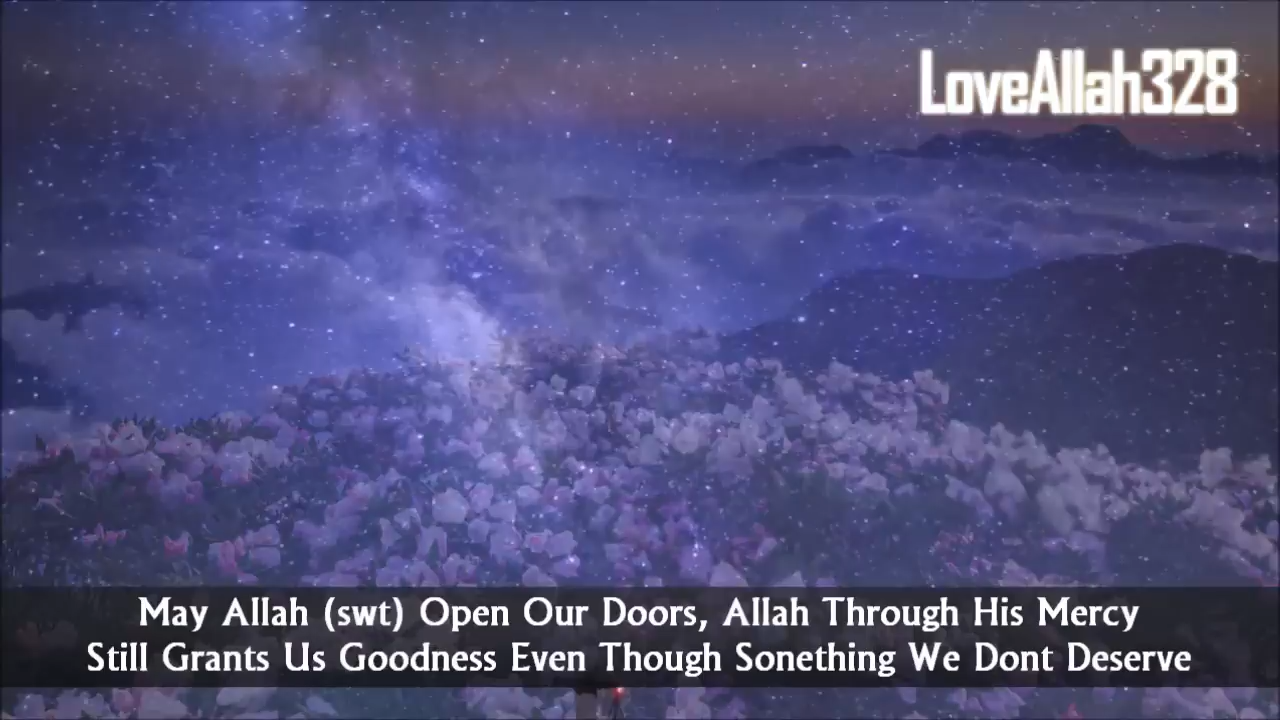 LoveAllah328
May Allah (swt) Open Our Doors, Allah Through His Mercy
Still Grants Us Goodness Even Though Sonething We Dont Deserve